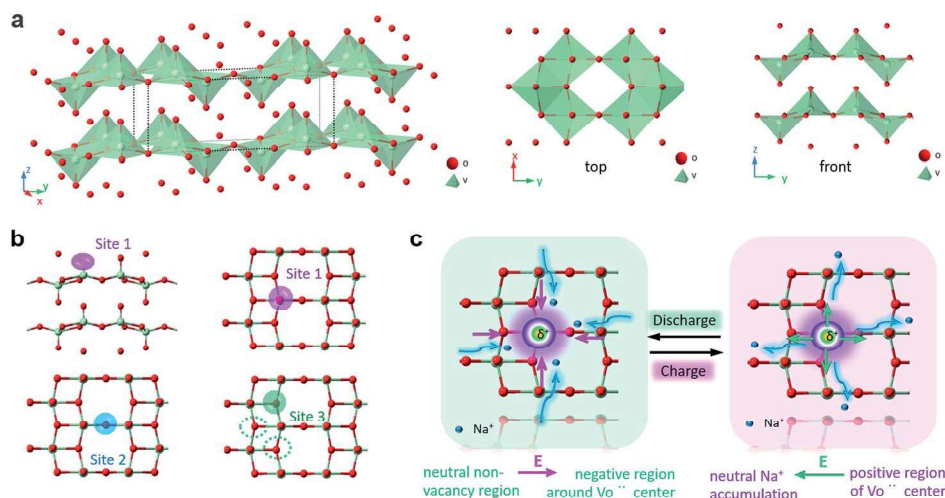 a
z
y
x
o
v
x
y
top
o
v
z
y
front
o
v
b
Site 1
Site 1
Site 2
Site 3
c
δ+
Discharge
Charge
δ+
Na+
Na+
neutral non-
vacancy region
E
negative region
around Vo¨ center
neutral Na+
accumulation
E
positive region
of Vo¨ center